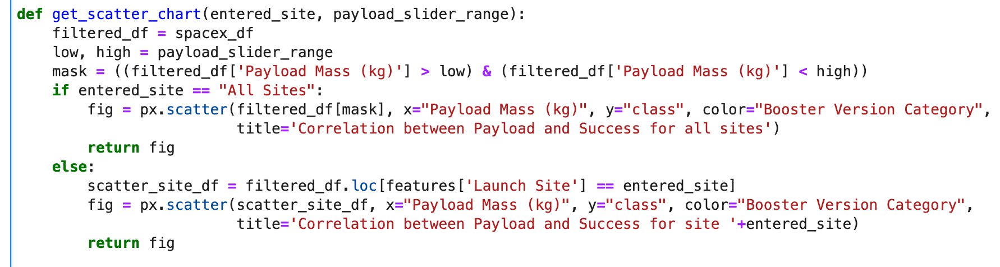 def get_scatter_chart(entered_site, payload_slider_range):
    filtered_df = spacex_df
    low, high = payload_slider_range
    mask = ((filtered_df['Payload Mass (kg)'] > low) & (filtered_df['Payload Mass (kg)'] < high))
    if entered_site == "All Sites":
        fig = px.scatter(filtered_df[mask], x="Payload Mass (kg)", y="class", color="Booster Version Category",
                         title='Correlation between Payload and Success for all sites')
        return fig
    else:
        scatter_site_df = filtered_df.loc[features['Launch Site'] == entered_site]
        fig = px.scatter(scatter_site_df, x="Payload Mass (kg)", y="class", color="Booster Version Category",
                         title='Correlation between Payload and Success for site '+entered_site)
        return fig